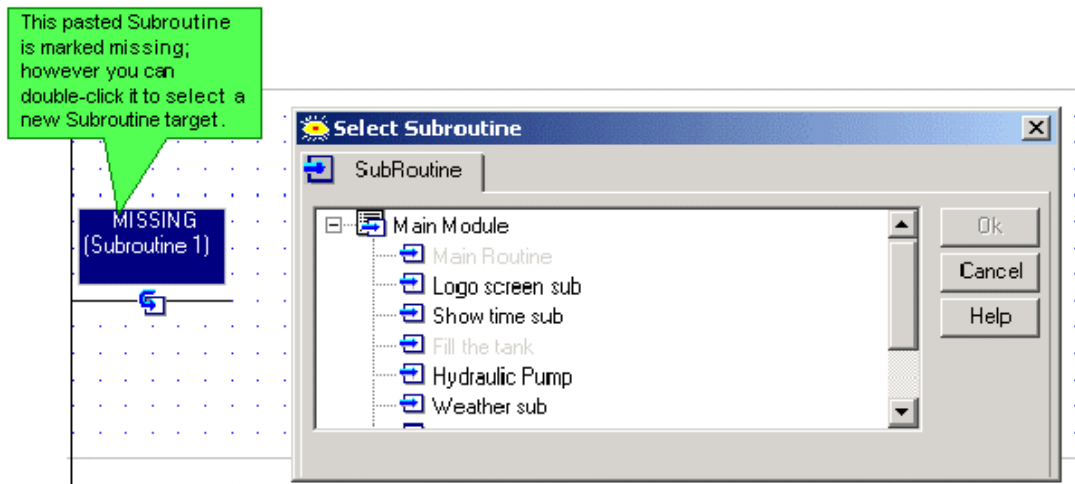 This pasted Subroutine
is marked missing;
however you can
double-click it to select a
new Subroutine target.
MISSING
(Subroutine 1)
Select Subroutine
SubRoutine
Main Module
Main Routine
Logo screen sub
Show time sub
Fill the tank
Hydraulic Pump
Weather sub
Ok
Cancel
Help